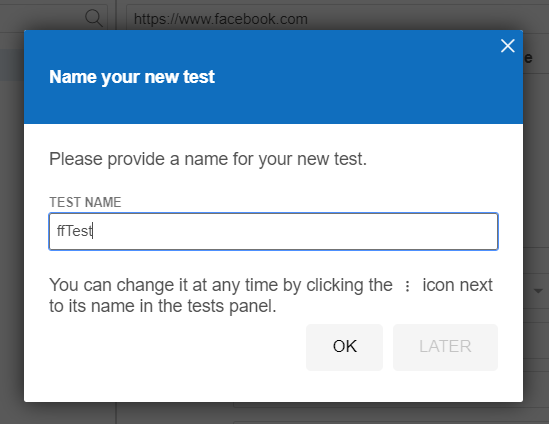 https://www.facebook.com
e
Name your new test
Please provide a name for your new test.
TEST NAME
ffTest
You can change it at any time by clicking the ⋮ icon next
to its name in the tests panel.
OK
LATER